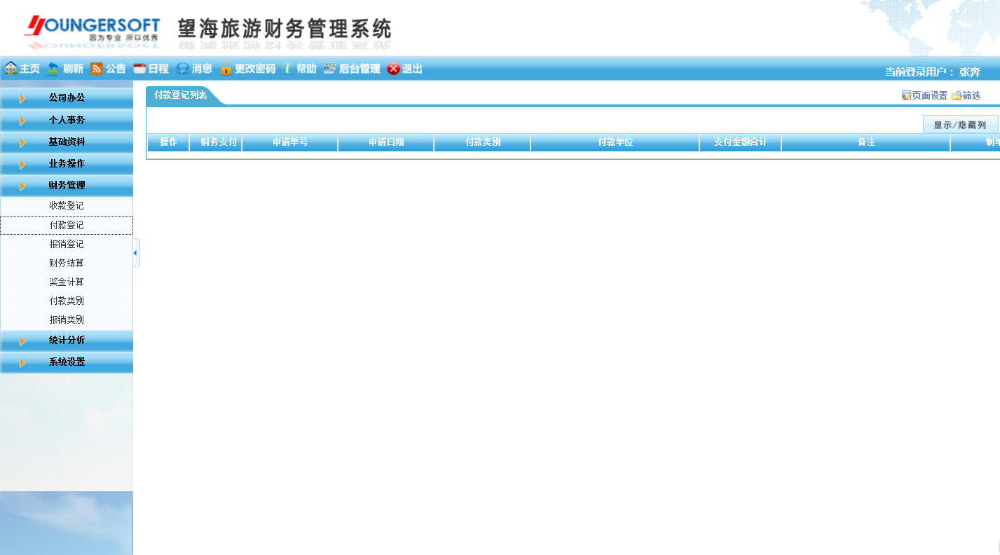 YOUNGERSOFT
因为专业 所以优秀
望海旅游财务管理系统
主页 刷新 公告 日程 消息 更改密码 帮助 后台管理 退出
当前登录用户： 张奔
公司办公
个人事务
基础资料
业务操作
财务管理
收款登记
付款登记
报销登记
财务结算
奖金计算
付款类别
报销类别
统计分析
系统设置
付款登记列表
页面设置 筛选
显示/隐藏列
操作 财务支付 申请单号 申请日期 付款类别 付款单位 支付金额合计 备注 制单